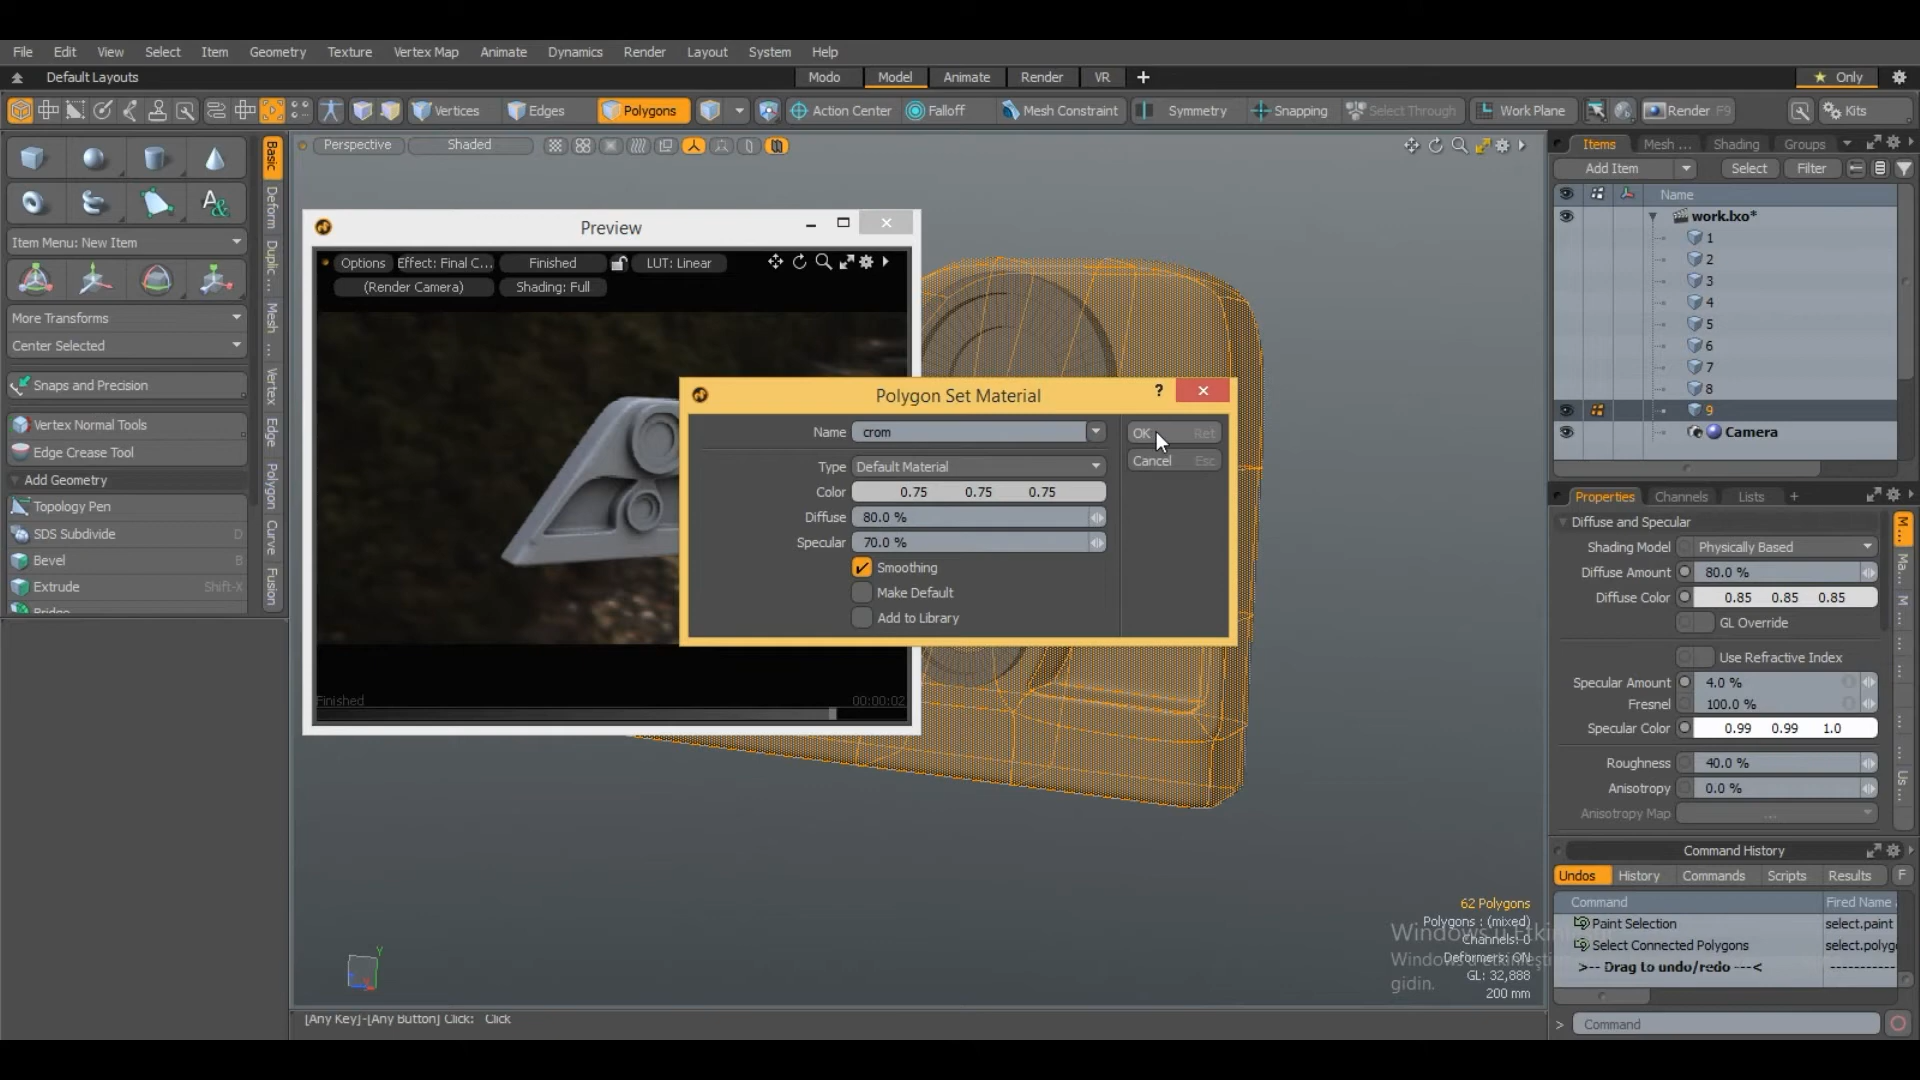 File Edit View Select Item Geometry Texture Vertex Map Animate Dynamics Render Layout System Help
Default Layouts Modo Model Animate Render VR + Only
Vertices Edges Polygons Action Center Falloff Mesh Constraint Symmetry Snapping Select Through Work Plane Render F9 Kits
Perspective Shaded
Items Mesh ... Shading Groups
Add Item Select Filter
Name
work.lxo*
1
2
3
4
5
6
7
8
9
Camera
Basic
Deform
Duplic ...
Mesh ...
Vertex
Edge
Polygon
Curve
Fusion
Item Menu: New Item
More Transforms
Center Selected
Snaps and Precision
Vertex Normal Tools
Edge Crease Tool
Add Geometry
Topology Pen
SDS Subdivide D
Bevel B
Extrude Shift-X
Bridge
Preview
Options Effect: Final C... Finished LUT: Linear
(Render Camera) Shading: Full
Finished 00:00:02
Polygon Set Material
?
Name crom
OK Ret
Cancel Esc
Type Default Material
Color 0.75 0.75 0.75
Diffuse 80.0 %
Specular 70.0 %
Smoothing
Make Default
Add to Library
Properties Channels Lists +
Diffuse and Specular
Shading Model Physically Based
Diffuse Amount 80.0 %
Diffuse Color 0.85 0.85 0.85
GL Override
Use Refractive Index
Specular Amount 4.0 %
Fresnel 100.0 %
Specular Color 0.99 0.99 1.0
Roughness 40.0 %
Anisotropy 0.0 %
Anisotropy Map ...
M...
Ma...
M ...
Us...
Command History
Undos History Commands Scripts Results F
Command Fired Name
Paint Selection select.paint
Select Connected Polygons select.polyg
>-- Drag to undo/redo ---< -----------
> Command
62 Polygons
Polygons : (mixed)
Channels: 0
Deformers: ON
GL: 32,888
200 mm
gidin.
Y
[Any Key]-[Any Button] Click: Click